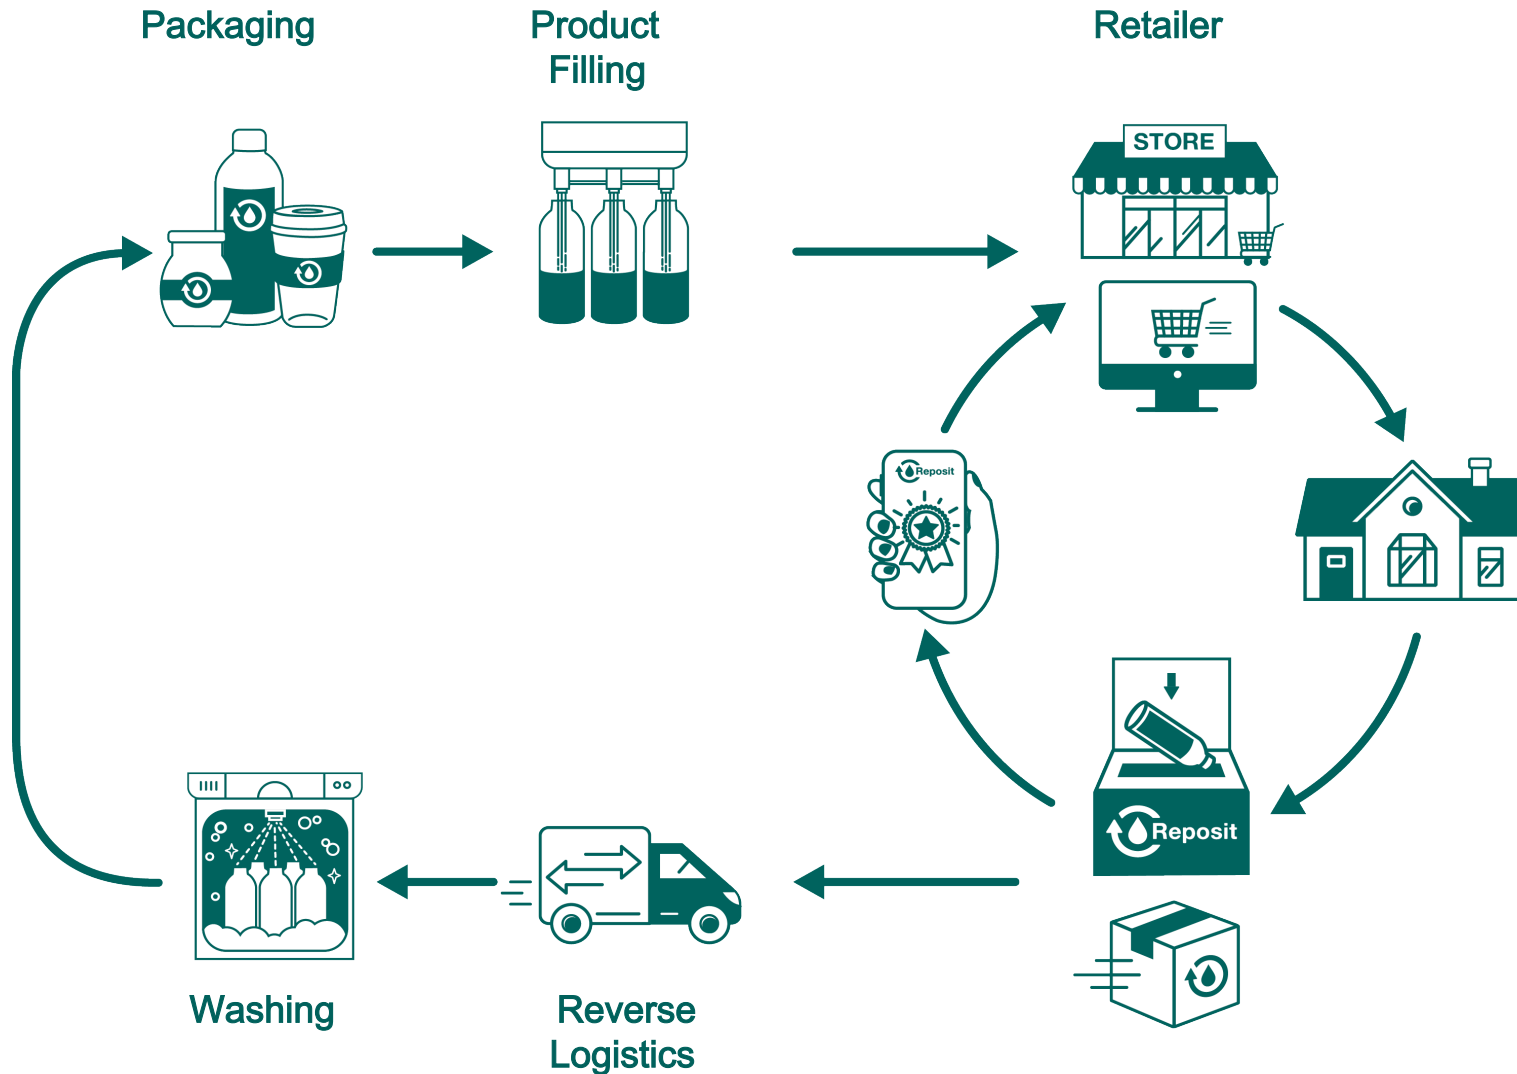 Packaging
Product
Filling
Retailer
STORE
Reposit
Reposit
Washing
Reverse
Logistics